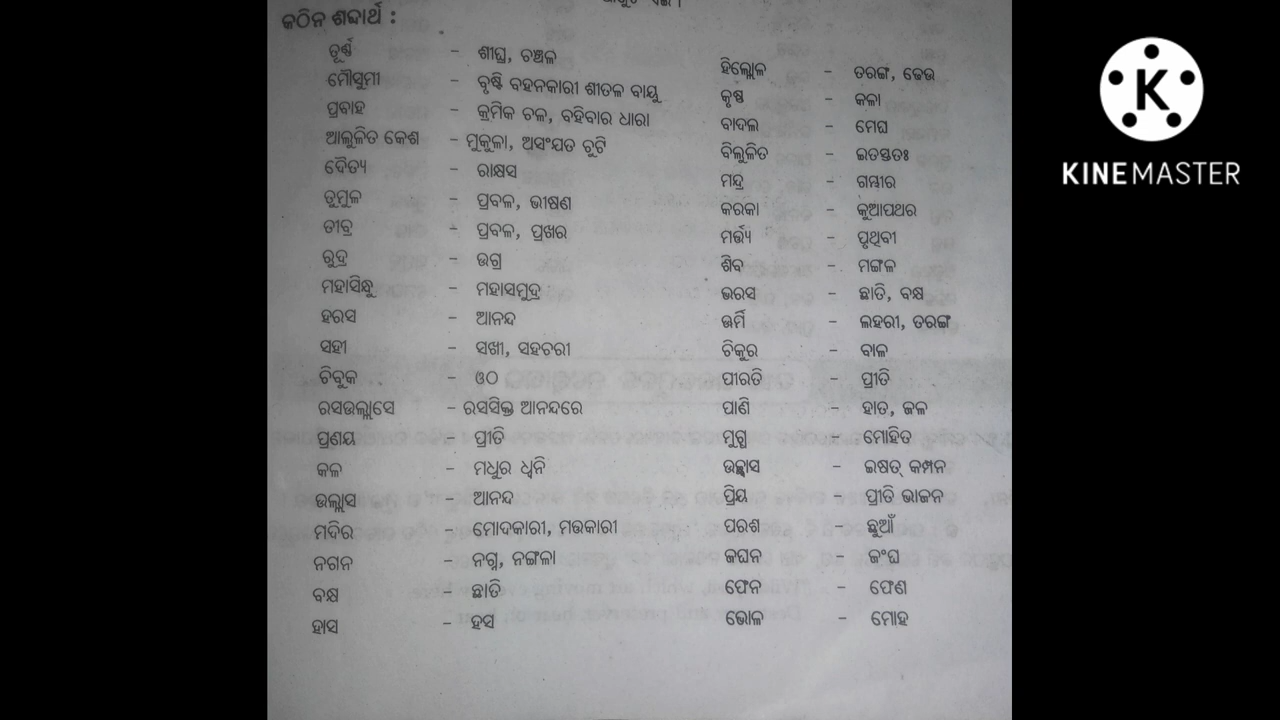 କଠିନ ଶବ୍ଦାର୍ଥ :
ତୂର୍ଣ୍ଣ – ଶୀଘ୍ର, ଚଞ୍ଚଳ
ମୌସୁମୀ – ବୃଷ୍ଟି ବହନକାରୀ ଶୀତଳ ବାୟୁ
ପ୍ରବାହ – କ୍ରମିକ ଚଳ, ବହିବାର ଧାରା
ଆଲୁଳିତ କେଶ – ମୁକୁଳା, ଅସଂଯତ ଚୁଟି
ଦୈତ୍ୟ – ରାକ୍ଷସ
ତୁମୁଳ – ପ୍ରବଳ, ଭୀଷଣ
ତୀବ୍ର – ପ୍ରବଳ, ପ୍ରଖର
ରୁଦ୍ର – ଉଗ୍ର
ମହାସିନ୍ଧୁ – ମହାସମୁଦ୍ର
ହରସ – ଆନନ୍ଦ
ସହୀ – ସଖୀ, ସହଚରୀ
ଚିବୁକ – ଓଠ
ରସଉଲ୍ଲାସେ – ରସସିକ୍ତ ଆନନ୍ଦରେ
ପ୍ରଣୟ – ପ୍ରୀତି
କଳ – ମଧୁର ଧ୍ୱନି
ଉଲ୍ଲାସ – ଆନନ୍ଦ
ମଦିର – ମୋଦକାରୀ, ମତ୍ତକାରୀ
ନଗନ – ନଗ୍ନ, ନଙ୍ଗଳା
ବକ୍ଷ – ଛାତି
ହାସ – ହସ
ହିଲ୍ଲୋଳ – ତରଙ୍ଗ, ଢେଉ
କୃଷ୍ଣ – କଳା
ବାଦଲ – ମେଘ
ବିଲୁଳିତ – ଇତସ୍ତତଃ
ମନ୍ଦ୍ର – ଗମ୍ଭୀର
କରକା – କୁଆପଥର
ମର୍ତ୍ତ୍ୟ – ପୃଥିବୀ
ଶିବ – ମଙ୍ଗଳ
ଭରସ – ଛାତି, ବକ୍ଷ
ଊର୍ମି – ଲହରୀ, ତରଙ୍ଗ
ଚିକୁର – ବାଳ
ପୀରତି – ପ୍ରୀତି
ପାଣି – ହାତ, ଜଳ
ମୁଗ୍ଧ – ମୋହିତ
ଉଚ୍ଛ୍ୱାସ – ଇଷତ୍ କମ୍ପନ
ପ୍ରିୟ – ପ୍ରୀତି ଭାଜନ
ପରଶ – ଛୁଆଁ
ଜଘନ – ଜଂଘ
ଫେନ – ଫେଣ
ଭୋଳ – ମୋହ
K
KINEMASTER